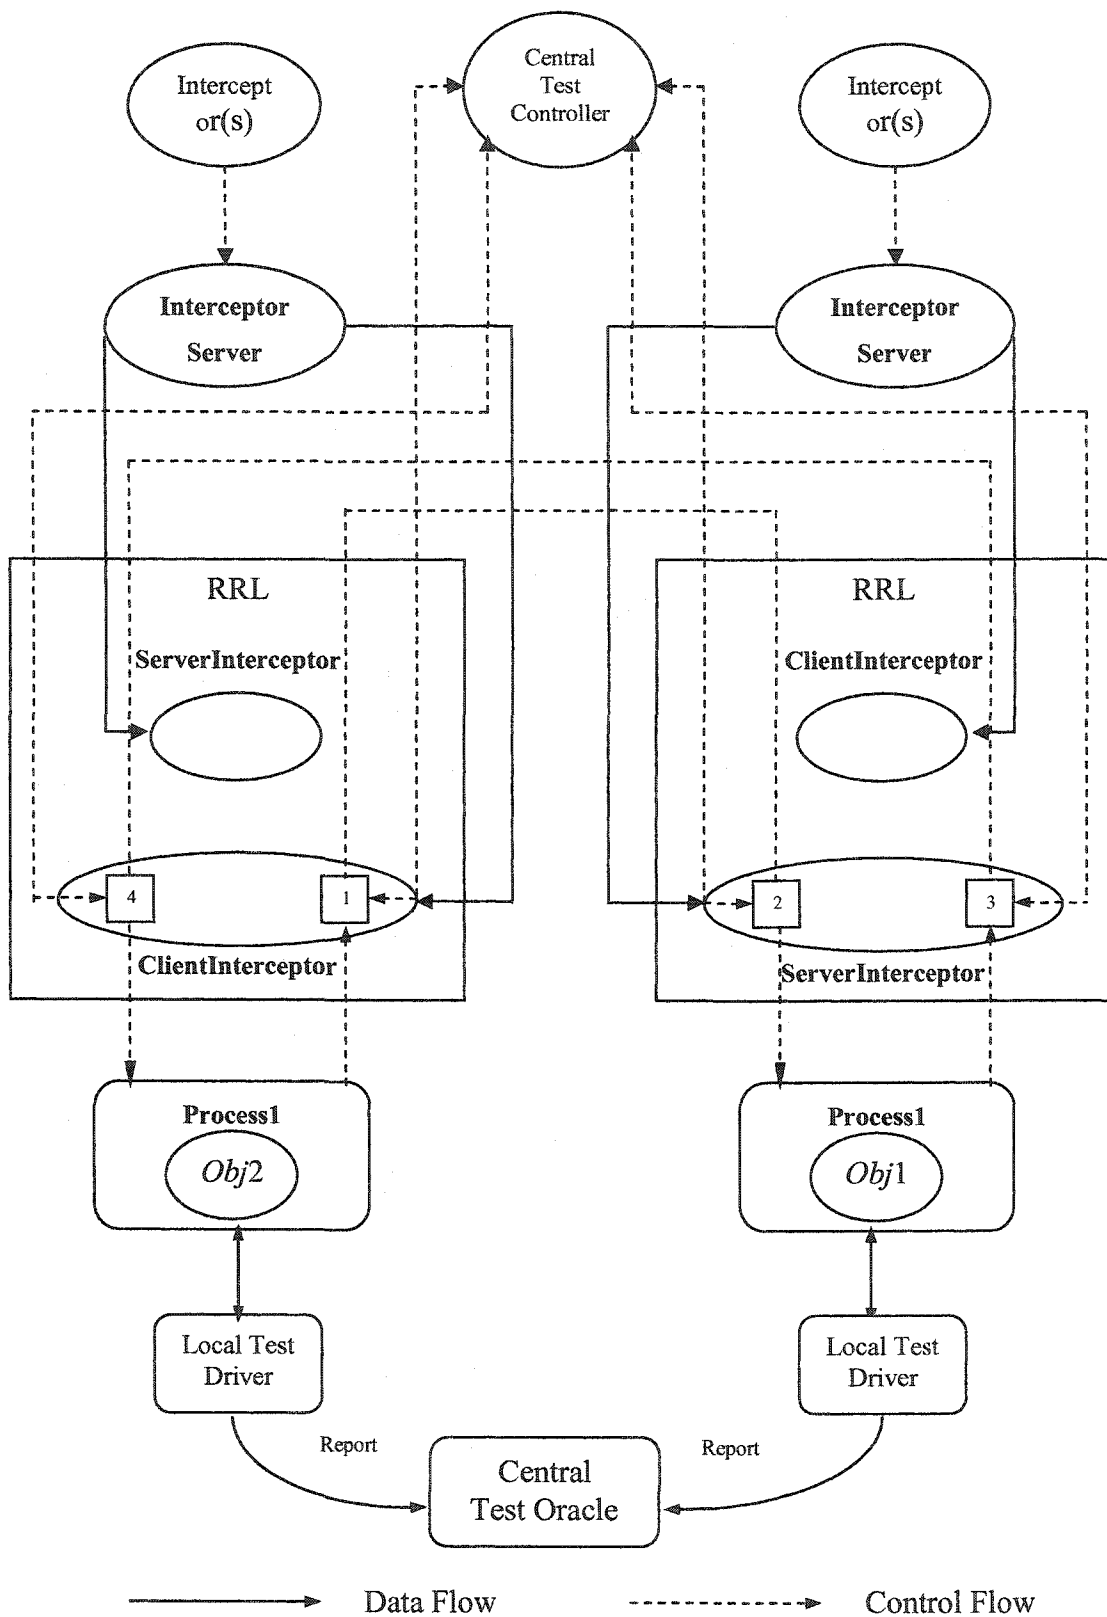 Intercept
or(s)
Central
Test
Controller
Intercept
or(s)
Interceptor
Server
Interceptor
Server
RRL
RRL
ServerInterceptor
ClientInterceptor
4
1
2
3
ClientInterceptor
ServerInterceptor
Process1
Obj2
Process1
Obj1
Local Test
Driver
Local Test
Driver
Report
Report
Central
Test Oracle
Data Flow
Control Flow